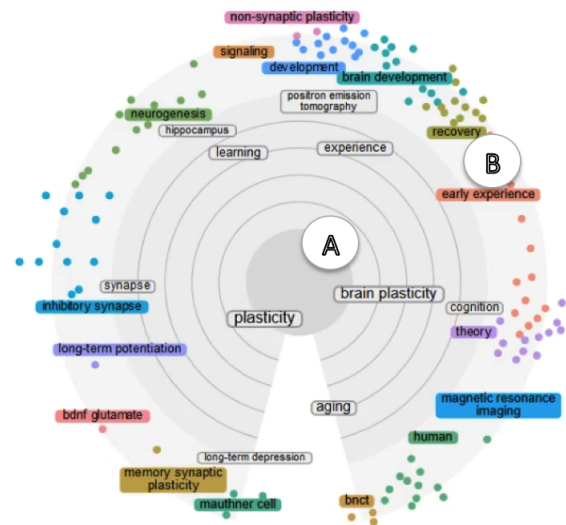 non-synaptic plasticity
signaling
development
brain development
positron emission
tomography
neurogenesis
hippocampus
recovery
learning
experience
B
early experience
A
synapse
brain plasticity
inhibitory synapse
cognition
plasticity
theory
long-term potentiation
magnetic resonance
imaging
aging
bdnf glutamate
human
long-term depression
memory synaptic
plasticity
mauthner cell
bnct